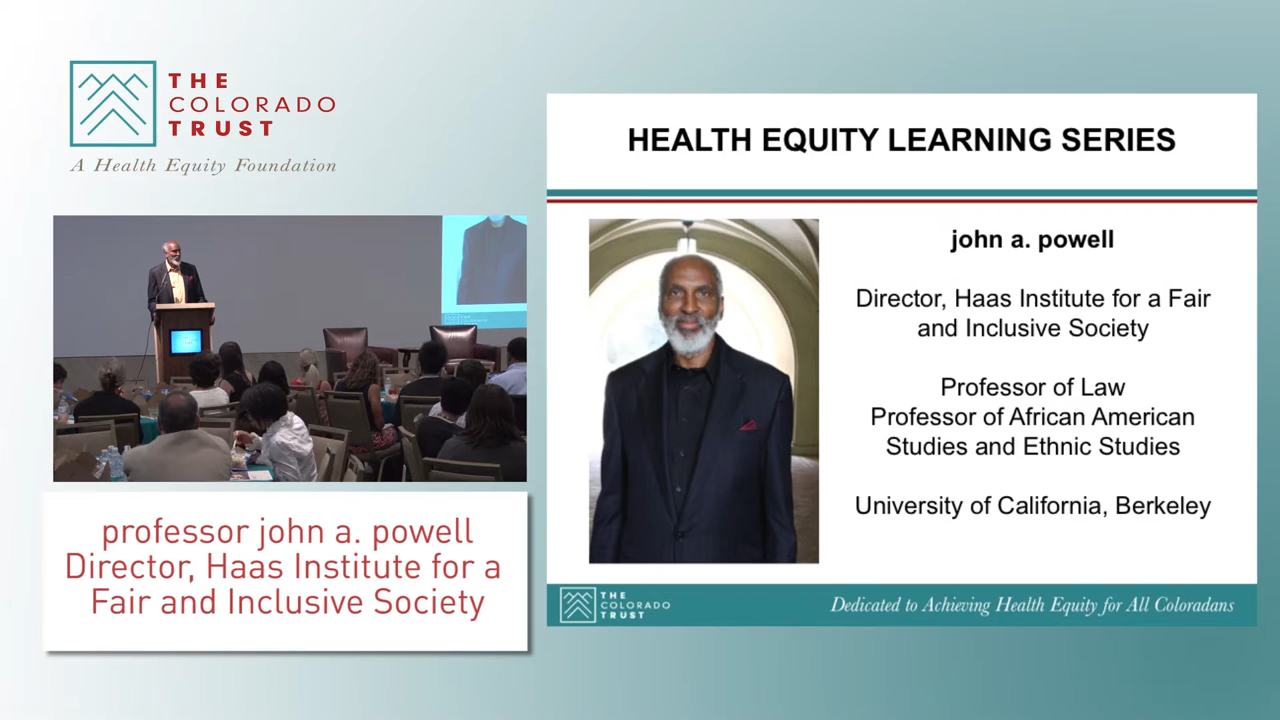 THE
COLORADO
TRUST
A Health Equity Foundation
professor john a. powell
Director, Haas Institute for a
Fair and Inclusive Society
HEALTH EQUITY LEARNING SERIES
john a. powell
Director, Haas Institute for a Fair
and Inclusive Society
Professor of Law
Professor of African American
Studies and Ethnic Studies
University of California, Berkeley
THE
COLORADO
TRUST
Dedicated to Achieving Health Equity for All Coloradans